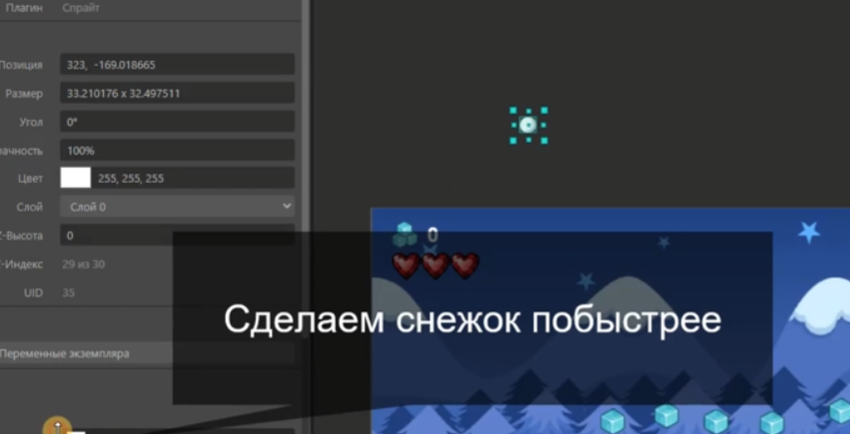 Плагин Спрайт
Позиция 323, -169.018665
Размер 33.210176 x 32.497511
Угол 0°
рачность 100%
Цвет 255, 255, 255
Слой Слой 0
Z-Высота 0
0
Z-Индекс 29 из 30
UID 35
Сделаем снежок побыстрее
Переменные экземпляра